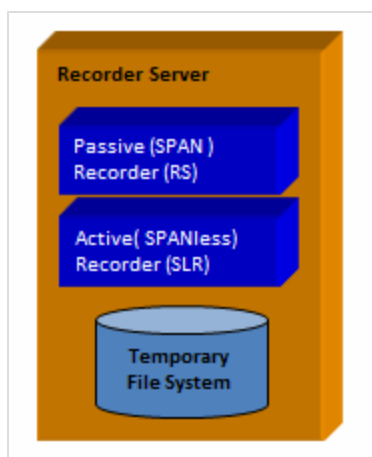 Recorder Server
Passive (SPAN )
Recorder (RS)
Active( SPANless)
Recorder (SLR)
Temporary
File System